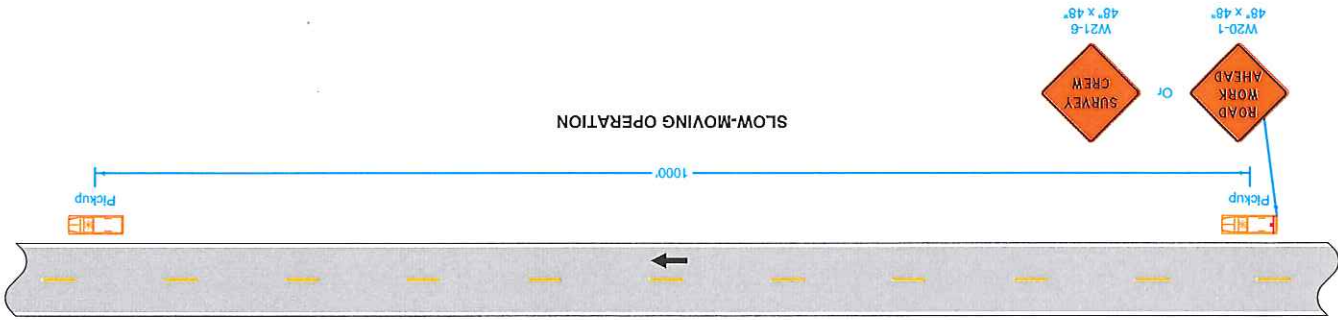 Pickup
Pickup
1000'
SLOW-MOVING OPERATION
ROAD
WORK
AHEAD
Or
SURVEY
CREW
W20-1
48" x 48"
W21-6
48" x 48"